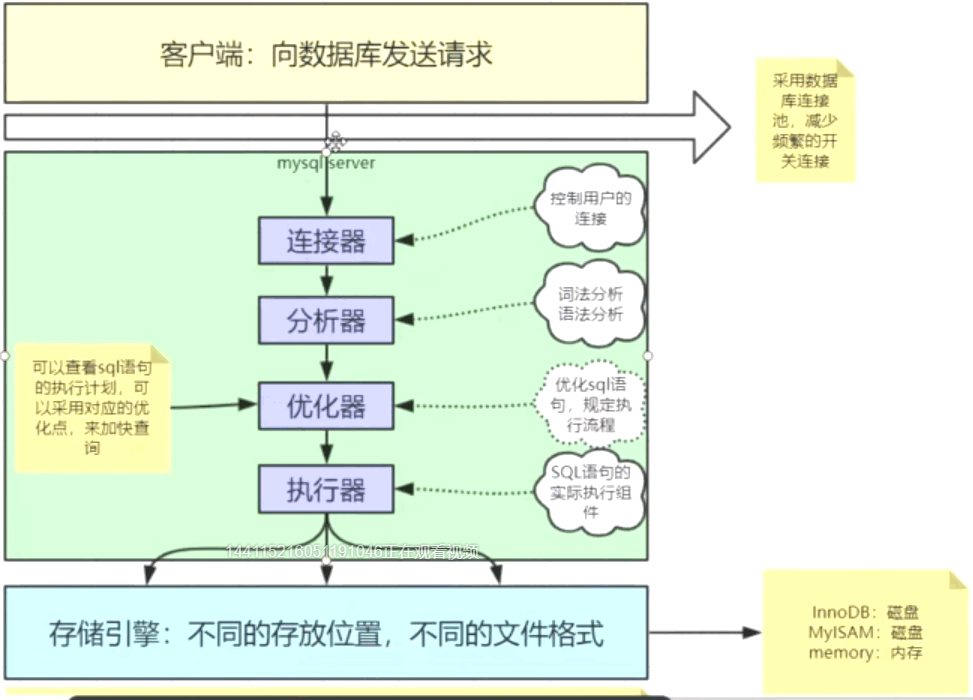 客户端：向数据库发送请求
采用数据
库连接
池，减少
频繁的开
关连接
mysql server
控制用户的
连接
连接器
词法分析
语法分析
分析器
可以查看sql语句
的执行计划，可
以采用对应的优
化点，来加快查
询
优化器
优化sql语
句，规定执
行流程
执行器
SQL语句的
实际执行组
件
144115216051191046正在观看视频
存储引擎：不同的存放位置，不同的文件格式
InnoDB：磁盘
MyISAM：磁盘
memory：内存